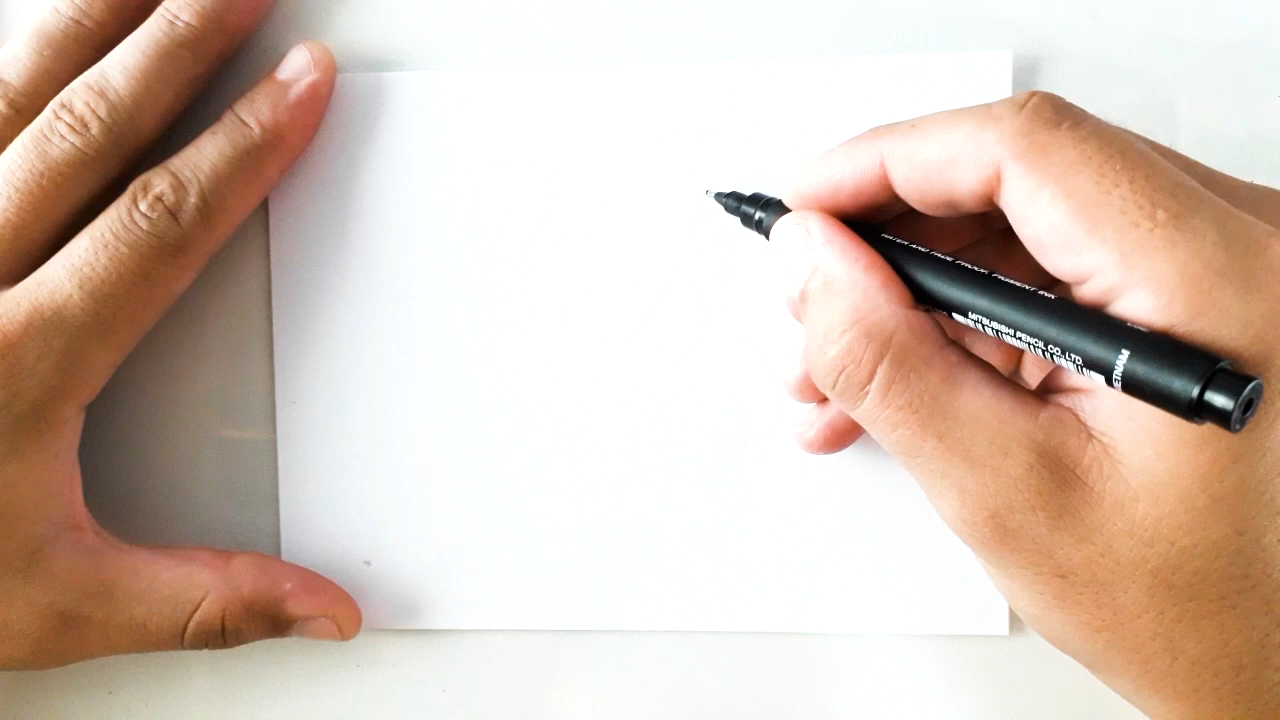 WATER AND FADE PROOF, PIGMENT INK
MITSUBISHI PENCIL CO., LTD.